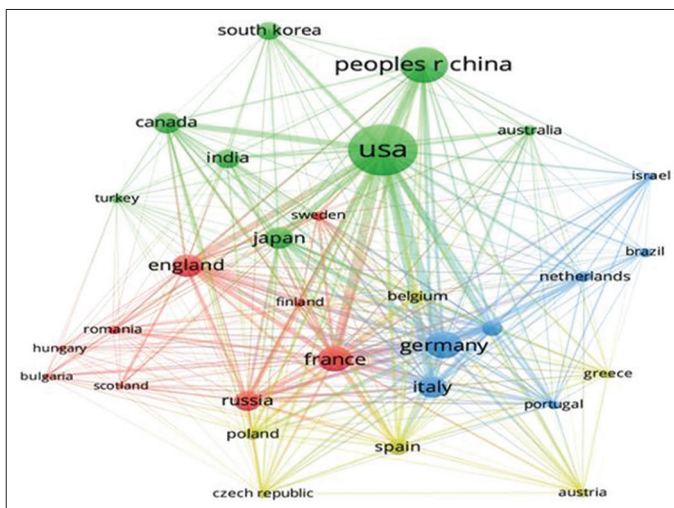 south korea
peoples r china
canada
usa
australia
india
israel
turkey
sweden
japan
brazil
england
netherlands
finland
belgium
romania
germany
hungary
france
greece
bulgaria
scotland
italy
russia
portugal
poland
spain
czech republic
austria